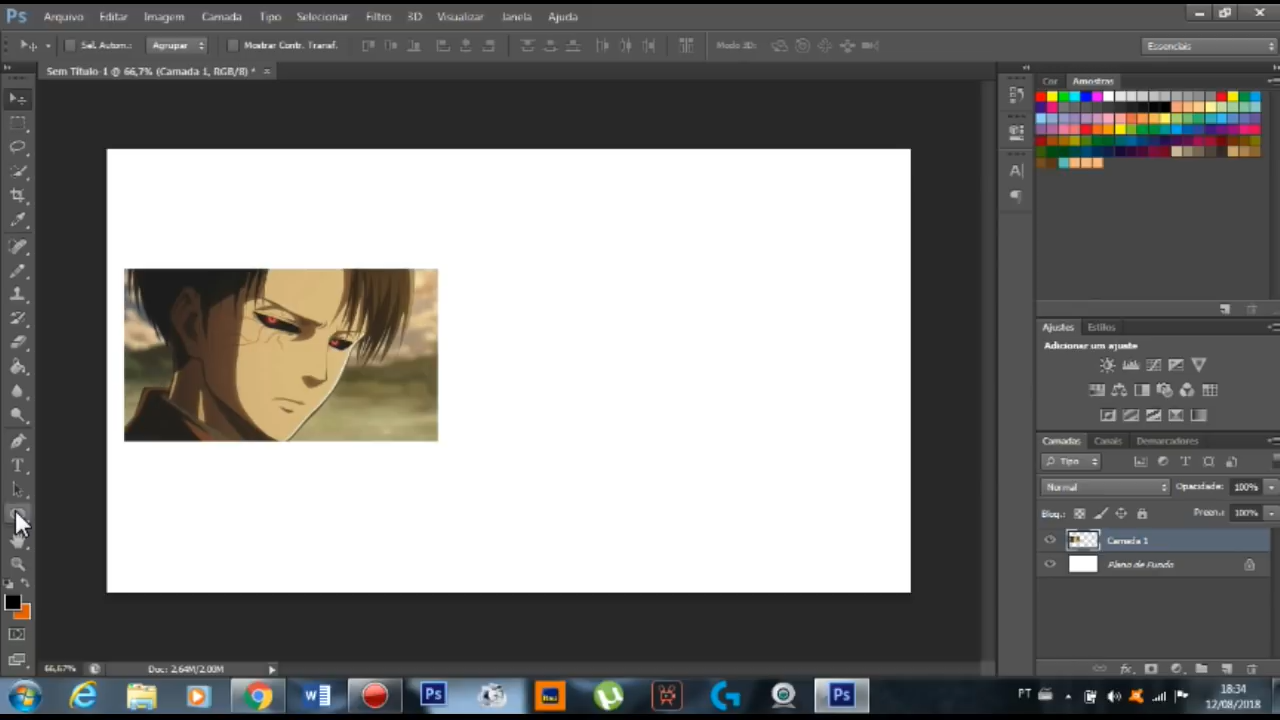 Ps Arquivo Editar Imagem Camada Tipo Selecionar Filtro 3D Visualizar Janela Ajuda
Sel. Autom.: Agrupar Mostrar Contr. Transf. Modo 3D: Essenciais
Sem Título-1 @ 66,7% (Camada 1, RGB/8) *
Cor Amostras
Ajustes Estilos
Adicionar um ajuste
Camadas Canais Demarcadores
Tipo
Normal Opacidade: 100%
Bloq.: Preen.: 100%
Camada 1
Plano de Fundo
66,67% Doc: 2,64M/2,00M
PT 18:34
12/08/2018